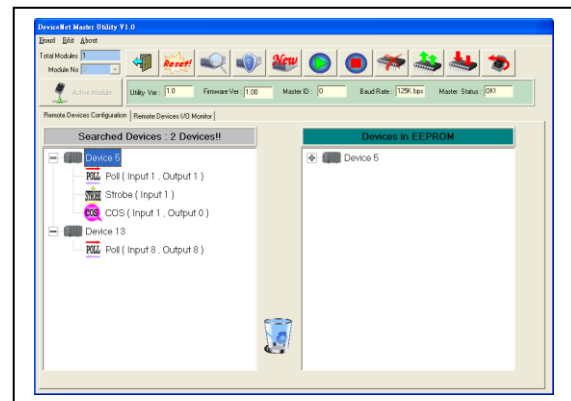 DeviceNet Master Utility V1.0
Board Edit About
Total Modules 1
Module No
Reset!
New
Active Module
Utility Ver : 1.0 Firmware Ver : 1.00 Master ID : 0 Baud Rate : 125K bps Master Status : OK!
Remote Devices Configuration Remote Devices I/O Monitor
Searched Devices : 2 Devices!!
Devices in EEPROM
Device 5
POLL Poll ( Input 1 , Output 1 )
STROBE Strobe ( Input 1 )
COS COS ( Input 1 , Output 0 )
Device 13
POLL Poll ( Input 8 , Output 8 )
Device 5